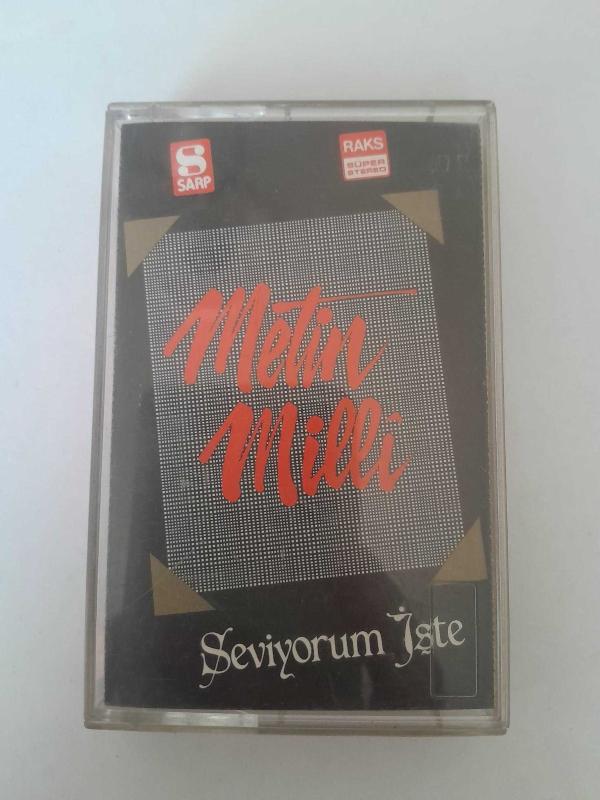 S
SARP
RAKS
SÜPER
STEREO
Metin
Milli
Seviyorum İşte